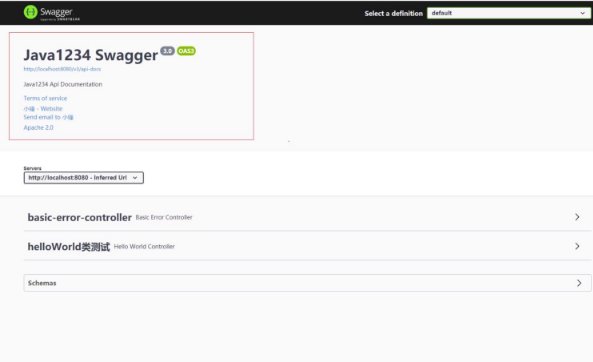 Swagger
Supported by SMARTBEAR
Select a definition
default
Java1234 Swagger 3.0 OAS3
http://localhost:8080/v3/api-docs
Java1234 Api Documentation
Terms of service
小锋 - Website
Send email to 小锋
Apache 2.0
Servers
http://localhost:8080 - Inferred Url
basic-error-controller Basic Error Controller
helloWorld类测试 Hello World Controller
Schemas